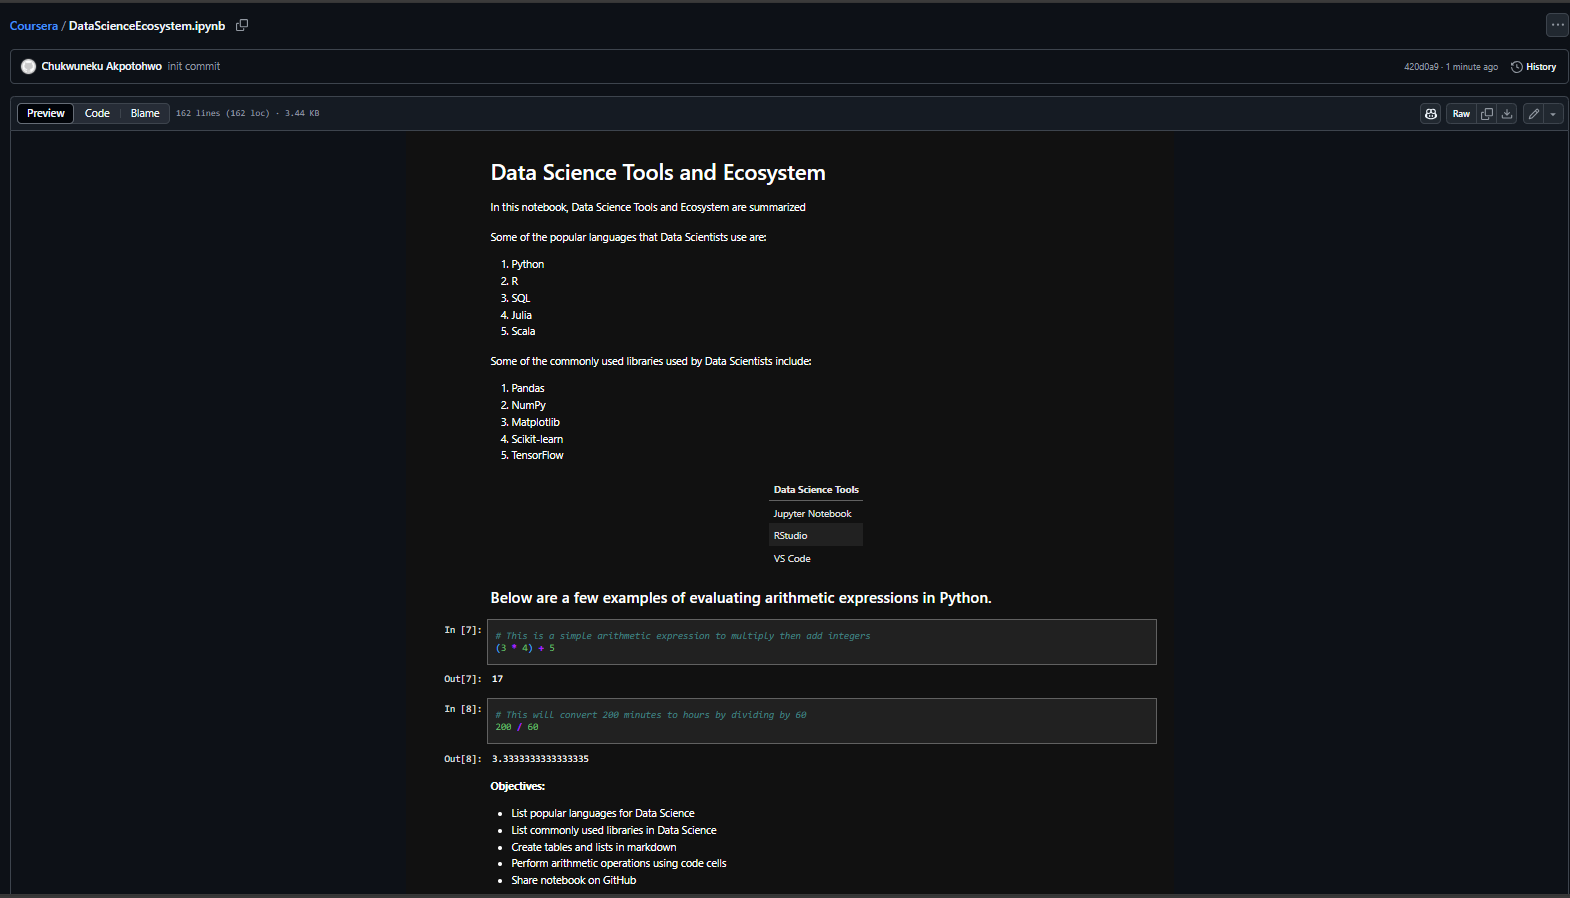 Coursera / DataScienceEcosystem.ipynb
Chukwuneku Akpotohwo init commit
420d0a9 · 1 minute ago History
Preview Code Blame 162 lines (162 loc) · 3.44 KB
Raw
Data Science Tools and Ecosystem
In this notebook, Data Science Tools and Ecosystem are summarized
Some of the popular languages that Data Scientists use are:
1. Python
2. R
3. SQL
4. Julia
5. Scala
Some of the commonly used libraries used by Data Scientists include:
1. Pandas
2. NumPy
3. Matplotlib
4. Scikit-learn
5. TensorFlow
Data Science Tools
Jupyter Notebook
RStudio
VS Code
Below are a few examples of evaluating arithmetic expressions in Python.
In [7]: # This is a simple arithmetic expression to multiply then add integers
(3 * 4) + 5
Out[7]: 17
In [8]: # This will convert 200 minutes to hours by dividing by 60
200 / 60
Out[8]: 3.3333333333333335
Objectives:
• List popular languages for Data Science
• List commonly used libraries in Data Science
• Create tables and lists in markdown
• Perform arithmetic operations using code cells
• Share notebook on GitHub